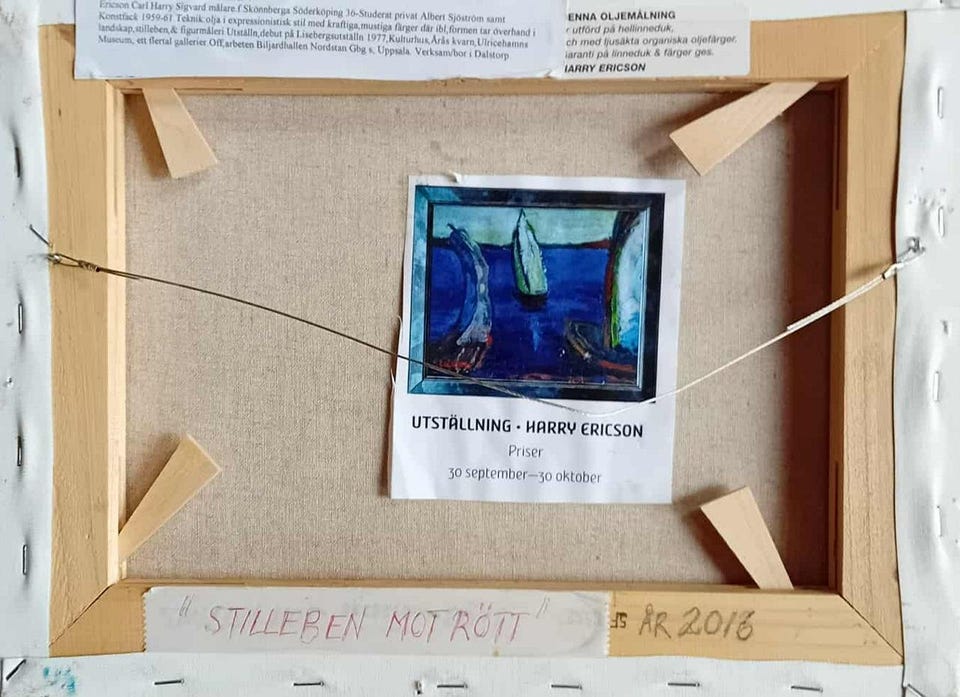 Ericson Carl Harry Sigvard målare.f Skönnberga Söderköping 36-Studerat privat Albert Sjöström samt
Konstfack 1959-61 Teknik olja i expressionistisk stil med kraftiga,mustiga färger där ibl,formen tar överhand i
landskap,stilleben,& figurmåleri Utställn,debut på Lisebergsutställn 1977,Kulturhus,Årås kvarn,Ulricehamns
Museum, ett flertal gallerier Off,arbeten Biljardhallen Nordstan Gbg s, Uppsala. Verksam/bor i Dalstorp
ENNA OLJEMÅLNING
r utförd på hellinneduk,
ch med ljusäkta organiska oljefärger.
aranti på linneduk & färger ges.
HARRY ERICSON
UTSTÄLLNING • HARRY ERICSON
Priser
30 september—30 oktober
"STILLEBEN MOT RÖTT"
55 ÅR 2016